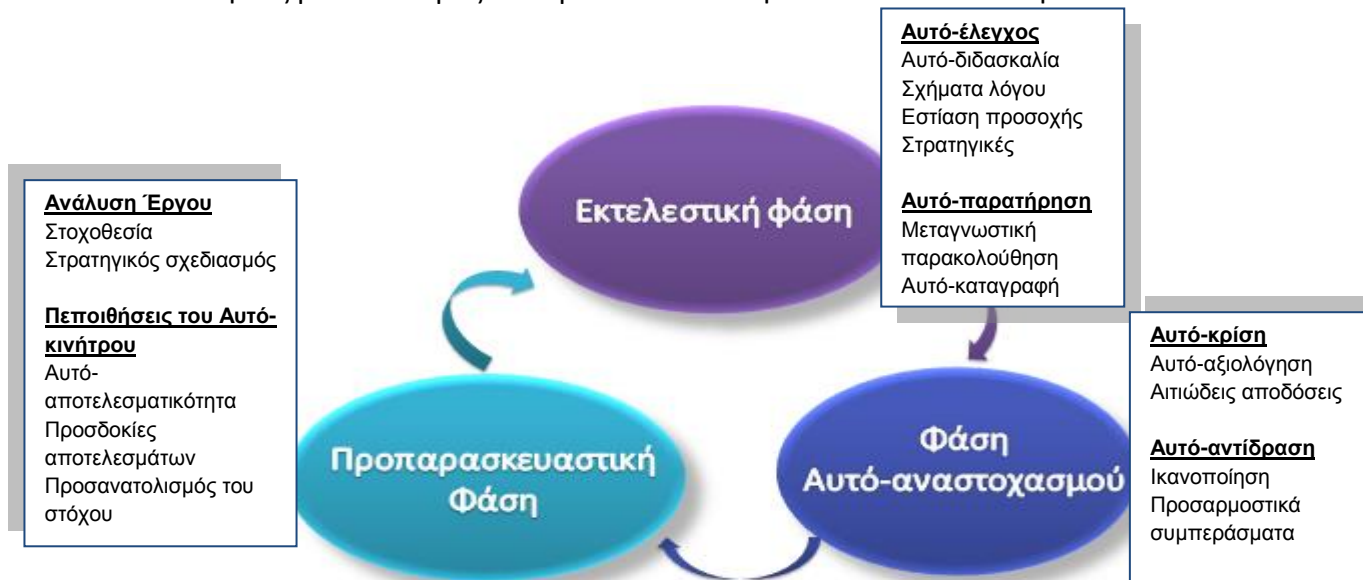 Αυτό-έλεγχος
Αυτό-διδασκαλία
Σχήματα λόγου
Εστίαση προσοχής
Στρατηγικές
Αυτό-παρατήρηση
Μεταγνωστική
παρακολούθηση
Αυτό-καταγραφή
Εκτελεστική φάση
Ανάλυση Έργου
Στοχοθεσία
Στρατηγικός σχεδιασμός
Πεποιθήσεις του Αυτό-
κινήτρου
Αυτό-
αποτελεσματικότητα
Προσδοκίες
αποτελεσμάτων
Προσανατολισμός του
στόχου
Προπαρασκευαστική
Φάση
Φάση
Αυτό-αναστοχασμού
Αυτό-κρίση
Αυτό-αξιολόγηση
Αιτιώδεις αποδόσεις
Αυτό-αντίδραση
Ικανοποίηση
Προσαρμοστικά
συμπεράσματα